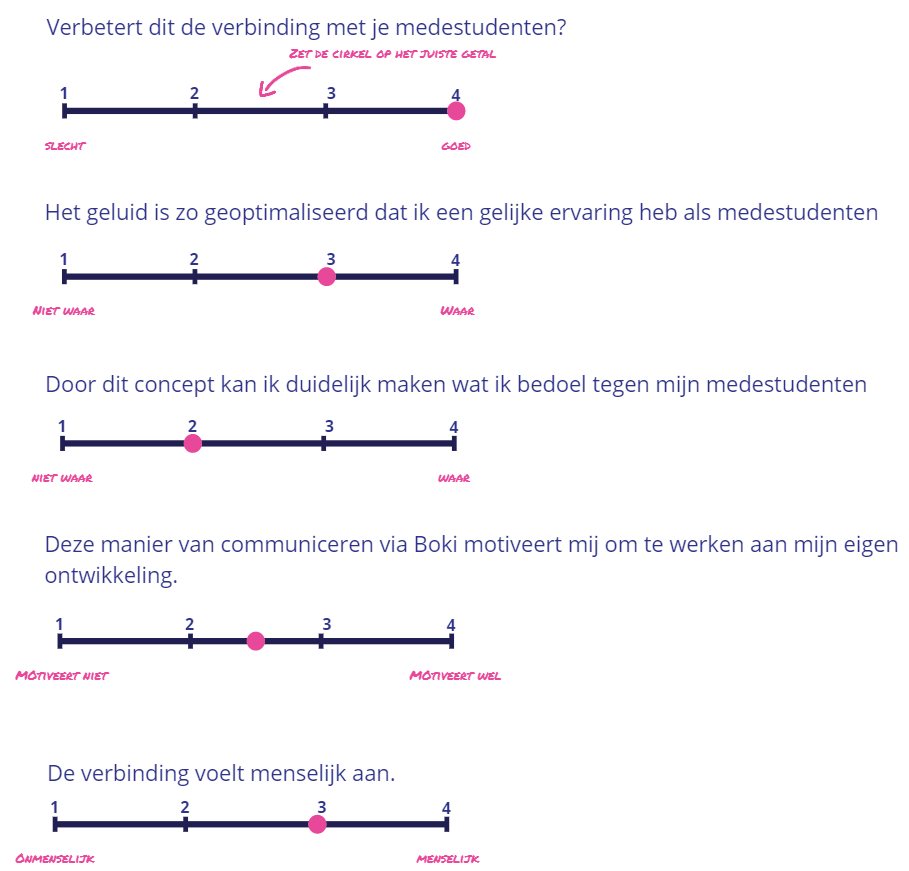 Verbetert dit de verbinding met je medestudenten?
Zet de cirkel op het juiste getal
1 2 3 4
slecht goed
Het geluid is zo geoptimaliseerd dat ik een gelijke ervaring heb als medestudenten
1 2 3 4
Niet waar Waar
Door dit concept kan ik duidelijk maken wat ik bedoel tegen mijn medestudenten
1 2 3 4
niet waar waar
Deze manier van communiceren via Boki motiveert mij om te werken aan mijn eigen
ontwikkeling.
1 2 3 4
MOtiveert niet MOtiveert wel
De verbinding voelt menselijk aan.
1 2 3 4
Onmenselijk menselijk